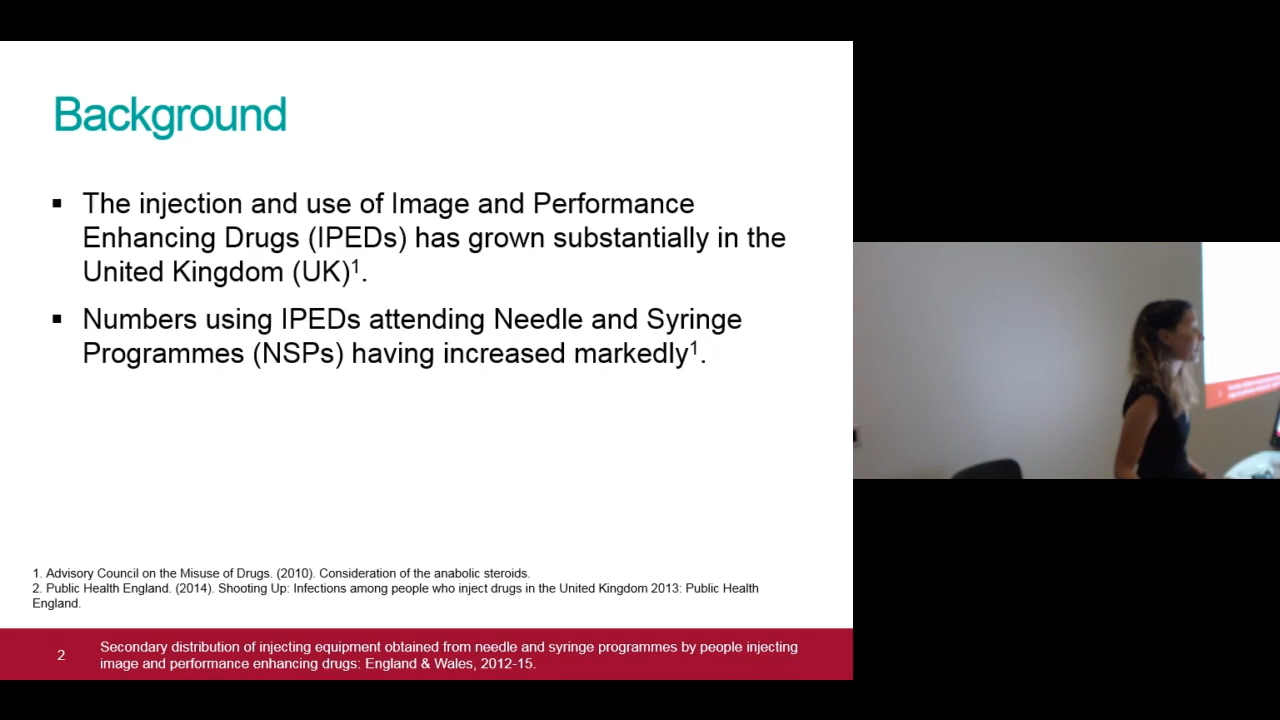 Background
▪ The injection and use of Image and Performance
Enhancing Drugs (IPEDs) has grown substantially in the
United Kingdom (UK)1.
▪ Numbers using IPEDs attending Needle and Syringe
Programmes (NSPs) having increased markedly1.
1. Advisory Council on the Misuse of Drugs. (2010). Consideration of the anabolic steroids.
2. Public Health England. (2014). Shooting Up: Infections among people who inject drugs in the United Kingdom 2013: Public Health
England.
2
Secondary distribution of injecting equipment obtained from needle and syringe programmes by people injecting
image and performance enhancing drugs: England & Wales, 2012-15.